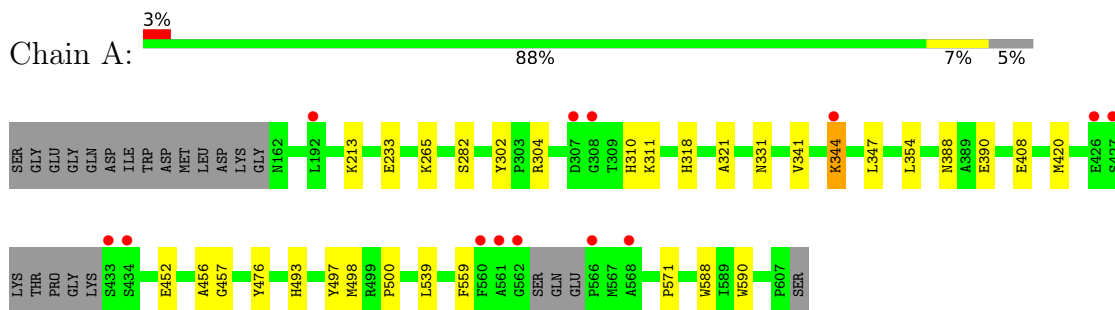 3%
Chain A:
88% 7% 5%
SER GLY GLU GLY GLN ASP ILE TRP ASP MET LEU ASP LYS GLY N162 L192 K213 E233 K265 S282 Y302 P303 R304 D307 G308 T309 H310 K311 H318 A321 N331 V341 K344 L347 L354 N388 A389 E390 E408 M420 E426 S427
LYS THR PRO GLY LYS S433 S434 E452 A456 G457 Y476 H493 Y497 M498 R499 P500 L539 F559 F560 A561 G562 SER GLN GLU P566 M567 A568 P571 W588 I589 W590 P607 SER